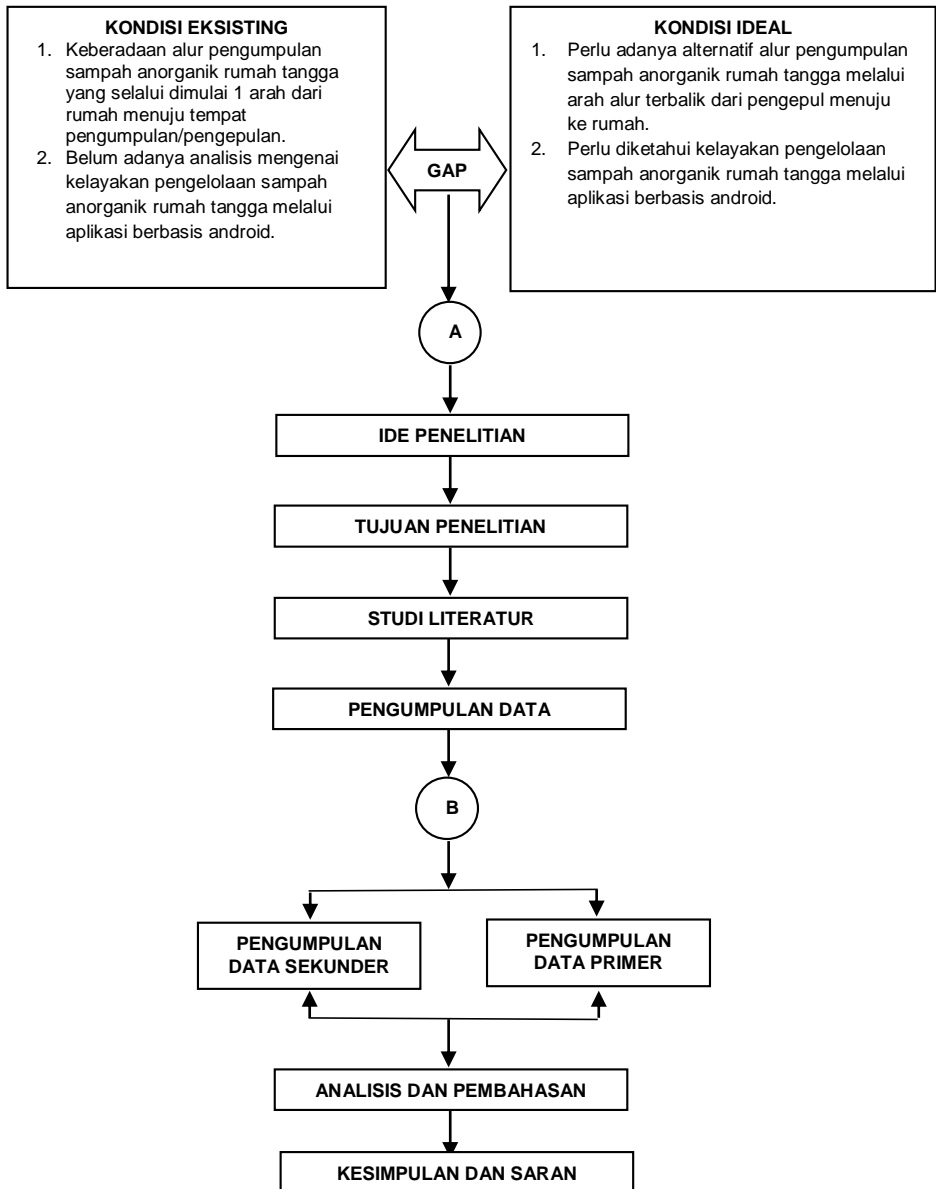 KONDISI EKSISTING
1. Keberadaan alur pengumpulan
sampah anorganik rumah tangga
yang selalui dimulai 1 arah dari
rumah menuju tempat
pengumpulan/pengepulan.
2. Belum adanya analisis mengenai
kelayakan pengelolaan sampah
anorganik rumah tangga melalui
aplikasi berbasis android.
GAP
KONDISI IDEAL
1. Perlu adanya alternatif alur pengumpulan
sampah anorganik rumah tangga melalui
arah alur terbalik dari pengepul menuju
ke rumah.
2. Perlu diketahui kelayakan pengelolaan
sampah anorganik rumah tangga melalui
aplikasi berbasis android.
A
IDE PENELITIAN
TUJUAN PENELITIAN
STUDI LITERATUR
PENGUMPULAN DATA
B
PENGUMPULAN
DATA SEKUNDER
PENGUMPULAN
DATA PRIMER
ANALISIS DAN PEMBAHASAN
KESIMPULAN DAN SARAN